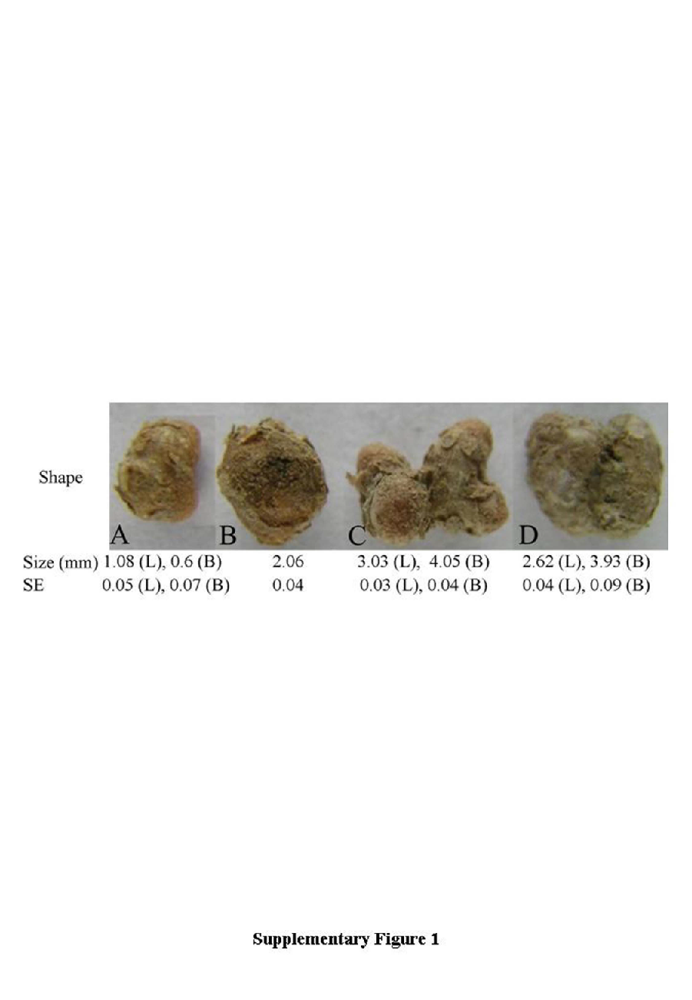 Shape
A B C D
Size (mm) 1.08 (L), 0.6 (B) 2.06 3.03 (L), 4.05 (B) 2.62 (L), 3.93 (B)
SE 0.05 (L), 0.07 (B) 0.04 0.03 (L), 0.04 (B) 0.04 (L), 0.09 (B)
Supplementary Figure 1